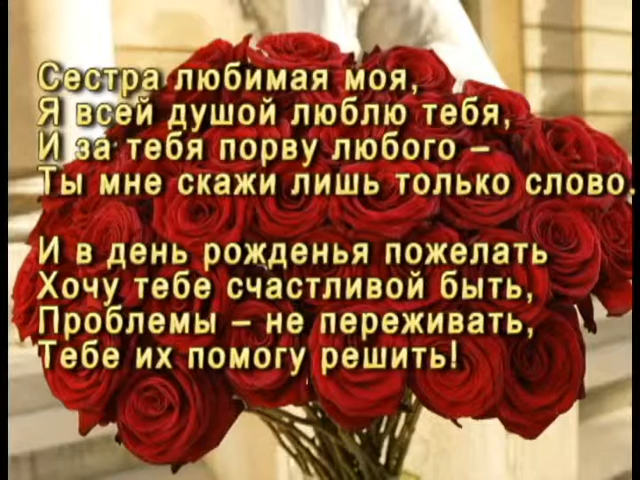 Сестра любимая моя,
Я всей душой люблю тебя,
И за тебя порву любого –
Ты мне скажи лишь только слово.
И в день рожденья пожелать
Хочу тебе счастливой быть,
Проблемы – не переживать,
Тебе их помогу решить!